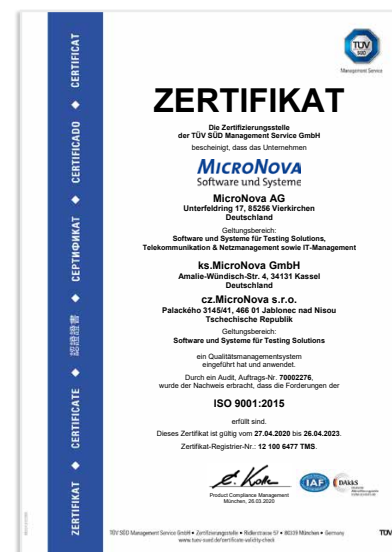 TÜV
SÜD
Management Service
ZERTIFIKAT
Die Zertifizierungsstelle
der TÜV SÜD Management Service GmbH
bescheinigt, dass das Unternehmen
MICRONOVA
Software und Systeme
MicroNova AG
Unterfeldring 17, 85256 Vierkirchen
Deutschland
Geltungsbereich:
Software und Systeme für Testing Solutions,
Telekommunikation & Netzmanagement sowie IT-Management
ks.MicroNova GmbH
Amalie-Wündisch-Str. 4, 34131 Kassel
Deutschland
cz.MicroNova s.r.o.
Palackého 3145/41, 466 01 Jablonec nad Nisou
Tschechische Republik
Geltungsbereich:
Software und Systeme für Testing Solutions
ein Qualitätsmanagementsystem
eingeführt hat und anwendet.
Durch ein Audit, Auftrags-Nr. 70002276,
wurde der Nachweis erbracht, dass die Forderungen der
ISO 9001:2015
erfüllt sind.
Dieses Zertifikat ist gültig vom 27.04.2020 bis 26.04.2023.
Zertifikat-Registrier-Nr.: 12 100 6477 TMS.
Product Compliance Management
München, 26.03.2020
IAF
DAkkS
TÜV SÜD Management Service GmbH • Zertifizierungsstelle • Ridlerstrasse 57 • 80339 München • Germany
www.tuev-sued.de/certificate-validity-check
TÜV
ZERTIFIKAT ◆ CERTIFICATE ◆ 認證證書 ◆ СЕРТИФИКАТ ◆ CERTIFICADO ◆ CERTIFICAT